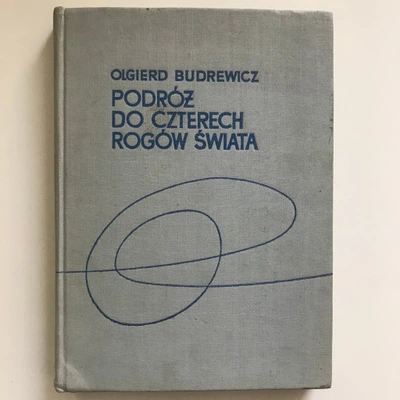 OLGIERD BUDREWICZ
PODRÓŻ
DO CZTERECH
ROGÓW ŚWIATA